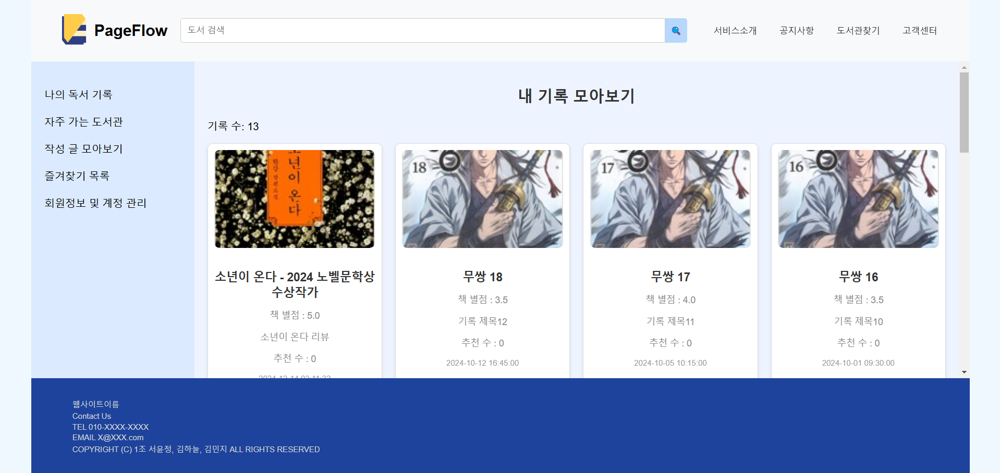 PageFlow
도서 검색
서비스소개
공지사항
도서관찾기
고객센터
나의 독서 기록
자주 가는 도서관
작성 글 모아보기
즐겨찾기 목록
회원정보 및 계정 관리
내 기록 모아보기
기록 수: 13
소년이 온다
한강 장편소설
소년이 온다 - 2024 노벨문학상
수상작가
책 별점 : 5.0
소년이 온다 리뷰
추천 수 : 0
18
무쌍 18
책 별점 : 3.5
기록 제목12
추천 수 : 0
2024-10-12 16:45:00
17
무쌍 17
책 별점 : 4.0
기록 제목11
추천 수 : 0
2024-10-05 10:15:00
16
무쌍 16
책 별점 : 3.5
기록 제목10
추천 수 : 0
2024-10-01 09:30:00
웹사이트이름
Contact Us
TEL 010-XXXX-XXXX
EMAIL X@XXX.com
COPYRIGHT (C) 1조 서윤정, 김하늘, 김민지 ALL RIGHTS RESERVED